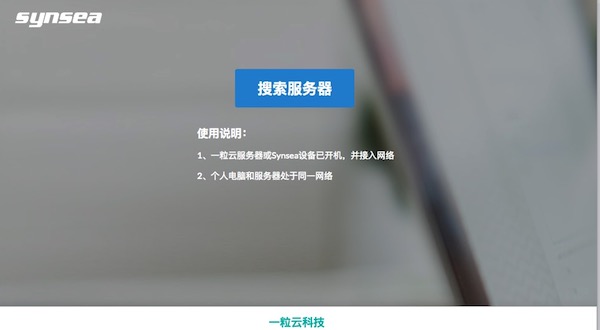 synsea
搜索服务器
使用说明：
1、一粒云服务器或Synsea设备已开机，并接入网络
2、个人电脑和服务器处于同一网络
一粒云科技